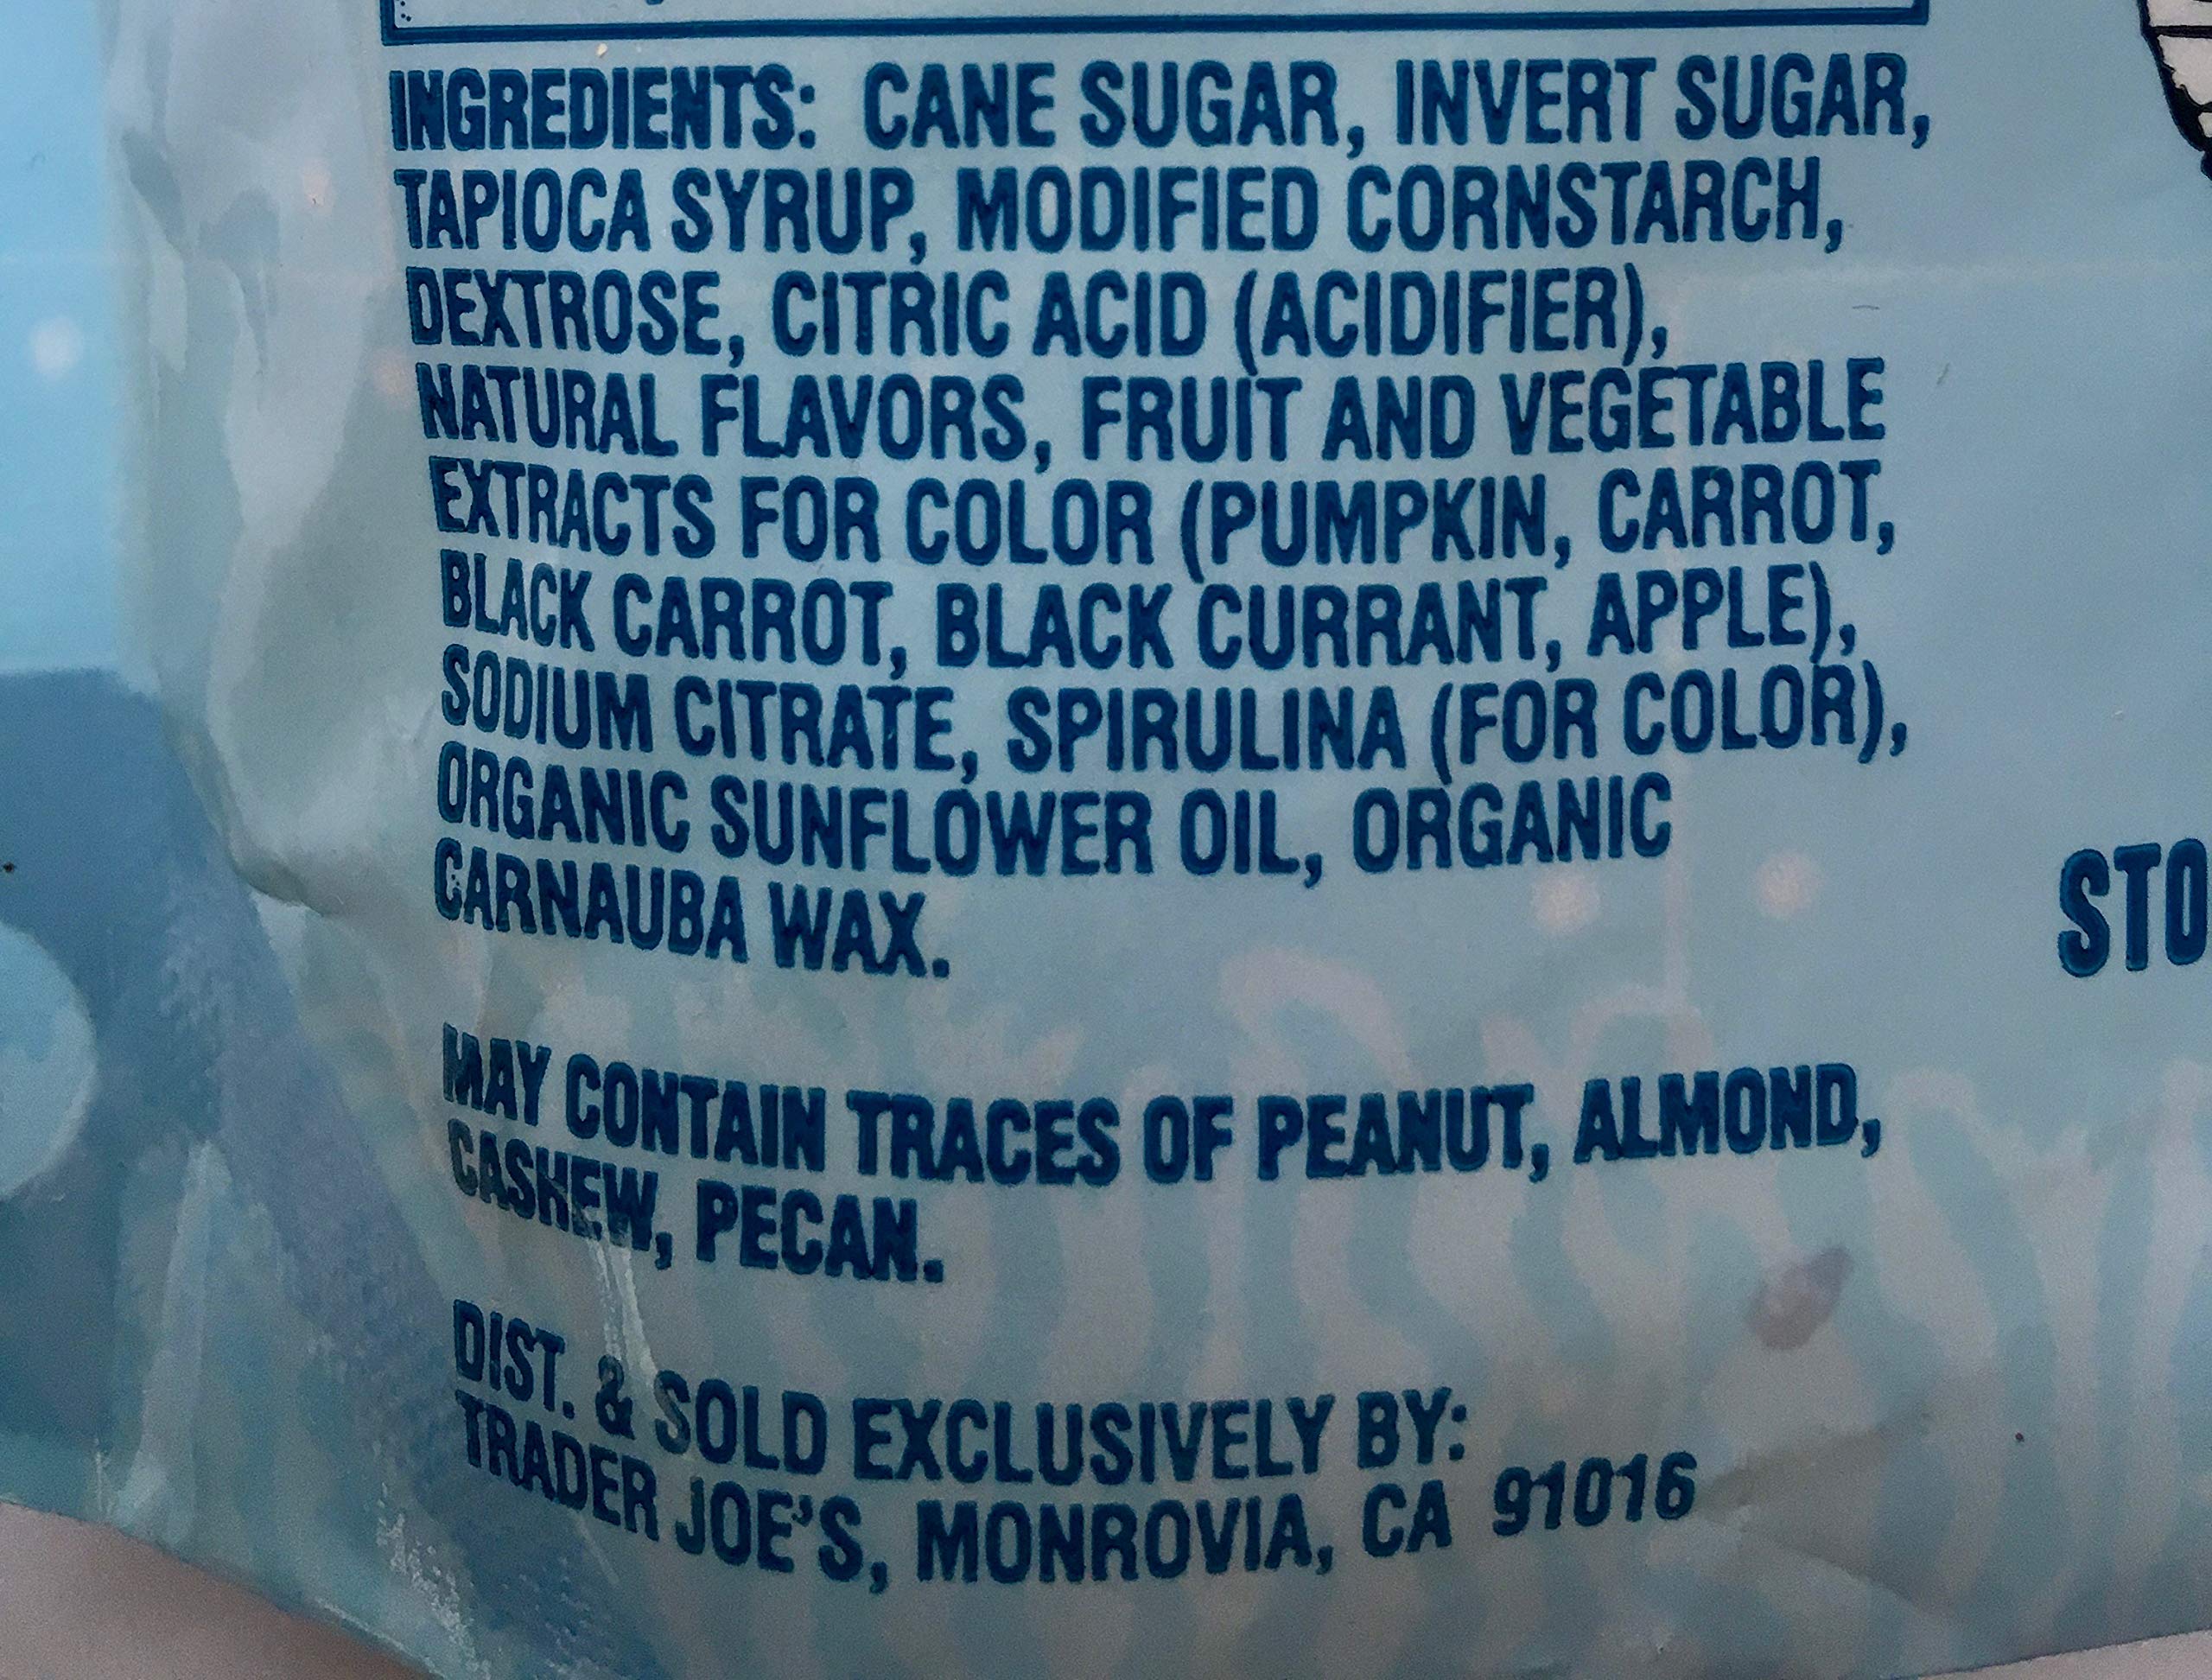 INGREDIENTS: CANE SUGAR, INVERT SUGAR,
TAPIOCA SYRUP, MODIFIED CORNSTARCH,
DEXTROSE, CITRIC ACID (ACIDIFIER),
NATURAL FLAVORS, FRUIT AND VEGETABLE
EXTRACTS FOR COLOR (PUMPKIN, CARROT,
BLACK CARROT, BLACK CURRANT, APPLE),
SODIUM CITRATE, SPIRULINA (FOR COLOR),
ORGANIC SUNFLOWER OIL, ORGANIC
CARNAUBA WAX.
MAY CONTAIN TRACES OF PEANUT, ALMOND,
CASHEW, PECAN.
DIST. & SOLD EXCLUSIVELY BY:
TRADER JOE'S, MONROVIA, CA 91016
STO